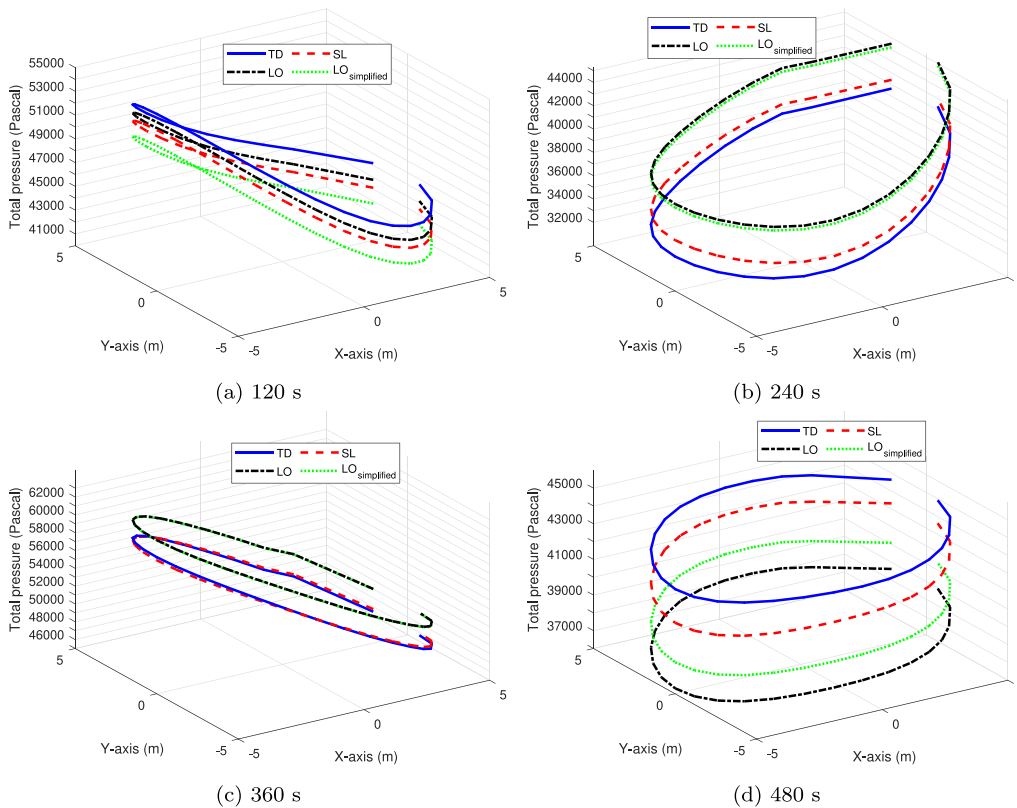 TD SL
LO LOsimplified
Total pressure (Pascal)
55000
53000
51000
49000
47000
45000
43000
41000
5
0
-5
Y-axis (m)
-5
0
5
X-axis (m)
(a) 120 s
TD SL
LO LOsimplified
Total pressure (Pascal)
44000
42000
40000
38000
36000
34000
32000
5
0
-5
Y-axis (m)
-5
0
X-axis (m)
(b) 240 s
TD SL
LO LOsimplified
Total pressure (Pascal)
62000
60000
58000
56000
54000
52000
50000
48000
46000
5
0
-5
Y-axis (m)
-5
0
5
X-axis (m)
(c) 360 s
TD SL
LO LOsimplified
Total pressure (Pascal)
45000
43000
41000
39000
37000
5
0
-5
Y-axis (m)
-5
0
X-axis (m)
(d) 480 s